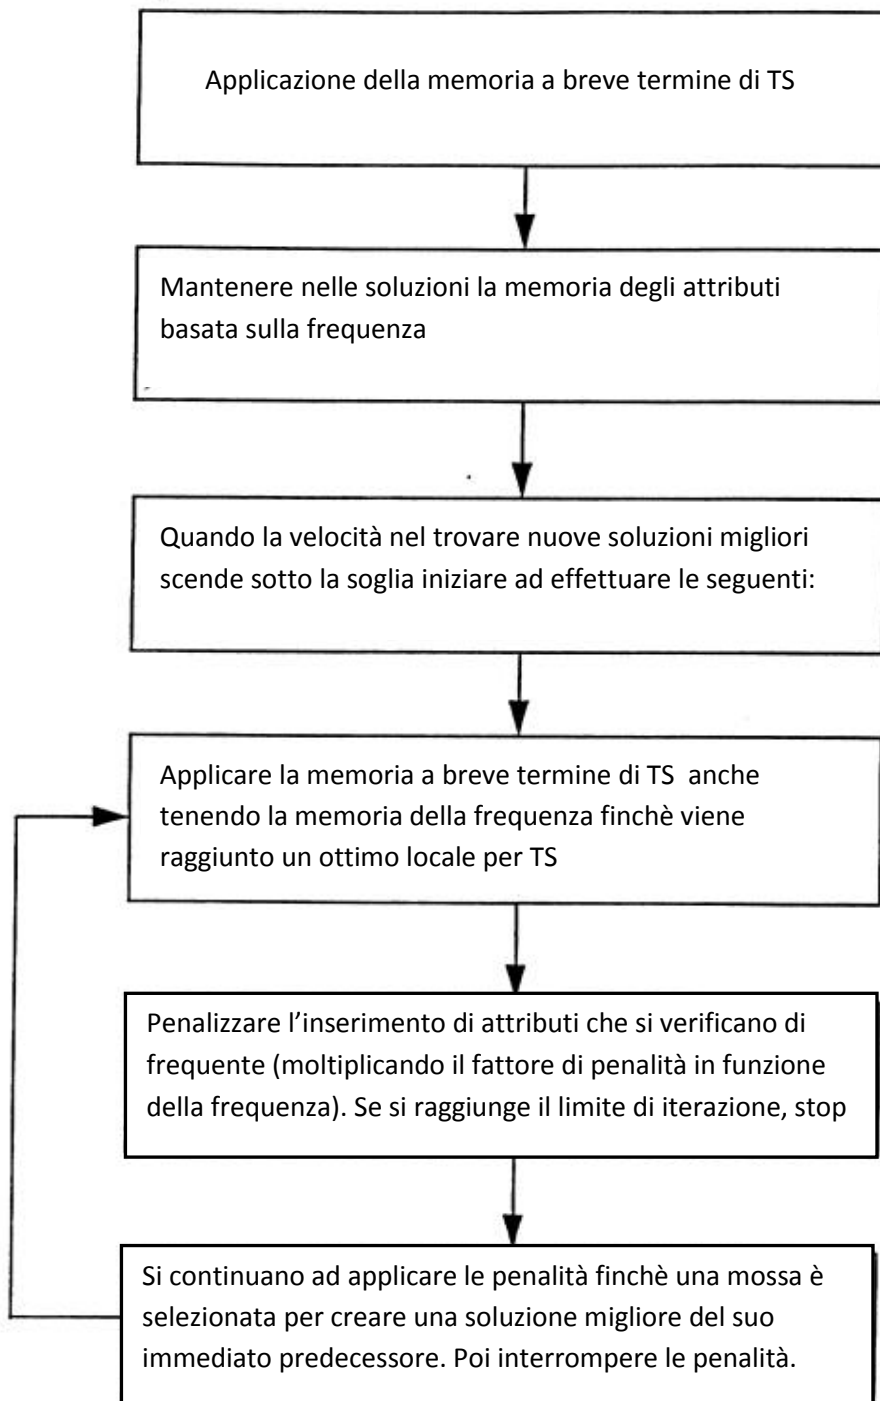 Applicazione della memoria a breve termine di TS
Mantenere nelle soluzioni la memoria degli attributi
basata sulla frequenza
Quando la velocità nel trovare nuove soluzioni migliori
scende sotto la soglia iniziare ad effettuare le seguenti:
Applicare la memoria a breve termine di TS anche
tenendo la memoria della frequenza finchè viene
raggiunto un ottimo locale per TS
Penalizzare l’inserimento di attributi che si verificano di
frequente (moltiplicando il fattore di penalità in funzione
della frequenza). Se si raggiunge il limite di iterazione, stop
Si continuano ad applicare le penalità finchè una mossa è
selezionata per creare una soluzione migliore del suo
immediato predecessore. Poi interrompere le penalità.